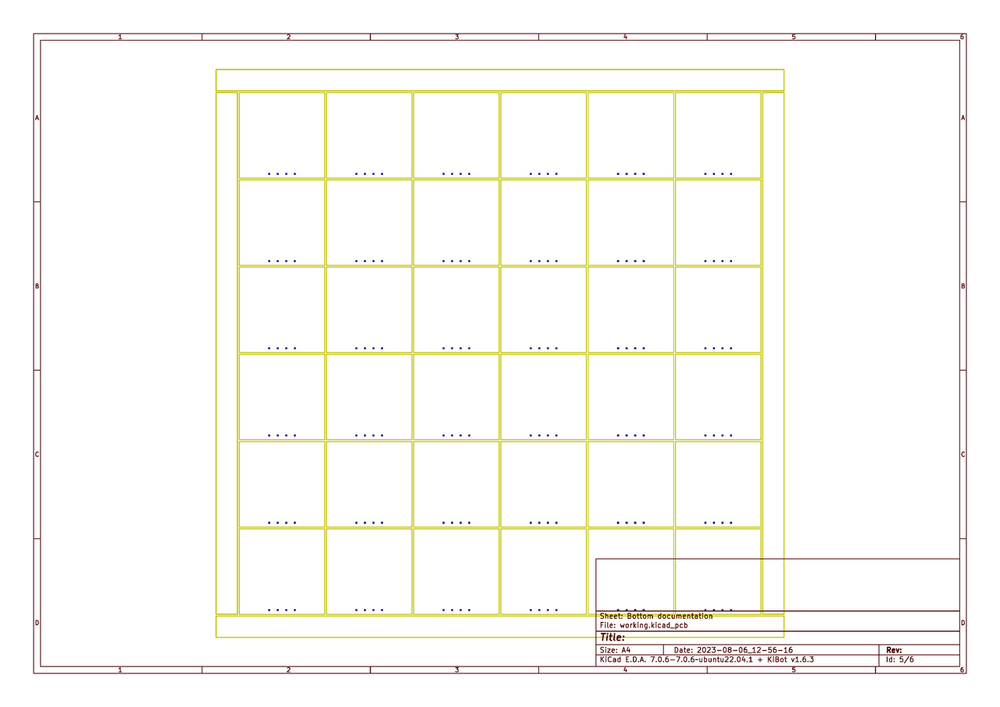 1 2 3 4 5 6
A A
B B
C C
D D
Sheet: Bottom documentation
File: working.kicad_pcb
Title:
Size: A4 Date: 2023-08-06_12-56-16 Rev:
KiCad E.D.A. 7.0.6-7.0.6-ubuntu22.04.1 + KiBot v1.6.3 Id: 5/6
1 2 3 4 5 6